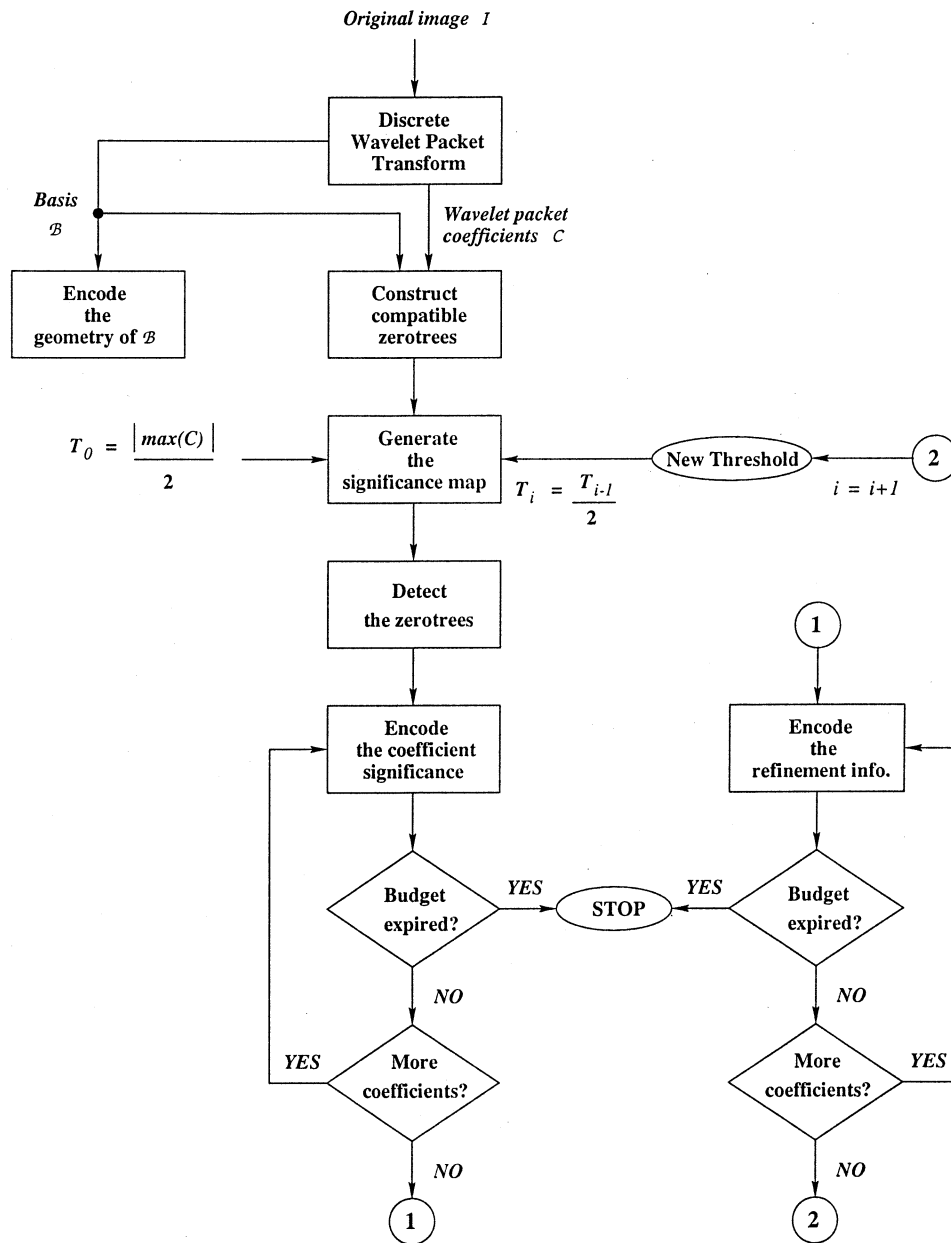 Original image I
Discrete
Wavelet Packet
Transform
Basis
B
Wavelet packet
coefficients C
Encode
the
geometry of B
Construct
compatible
zerotrees
T0 = |max(C)|
2
Generate
the
significance map
Ti = Ti-1
2
New Threshold
2
i = i+1
Detect
the zerotrees
1
Encode
the coefficient
significance
Encode
the
refinement info.
Budget
expired?
YES
STOP
YES
Budget
expired?
NO
NO
YES
More
coefficients?
More
coefficients?
YES
NO
NO
1
2